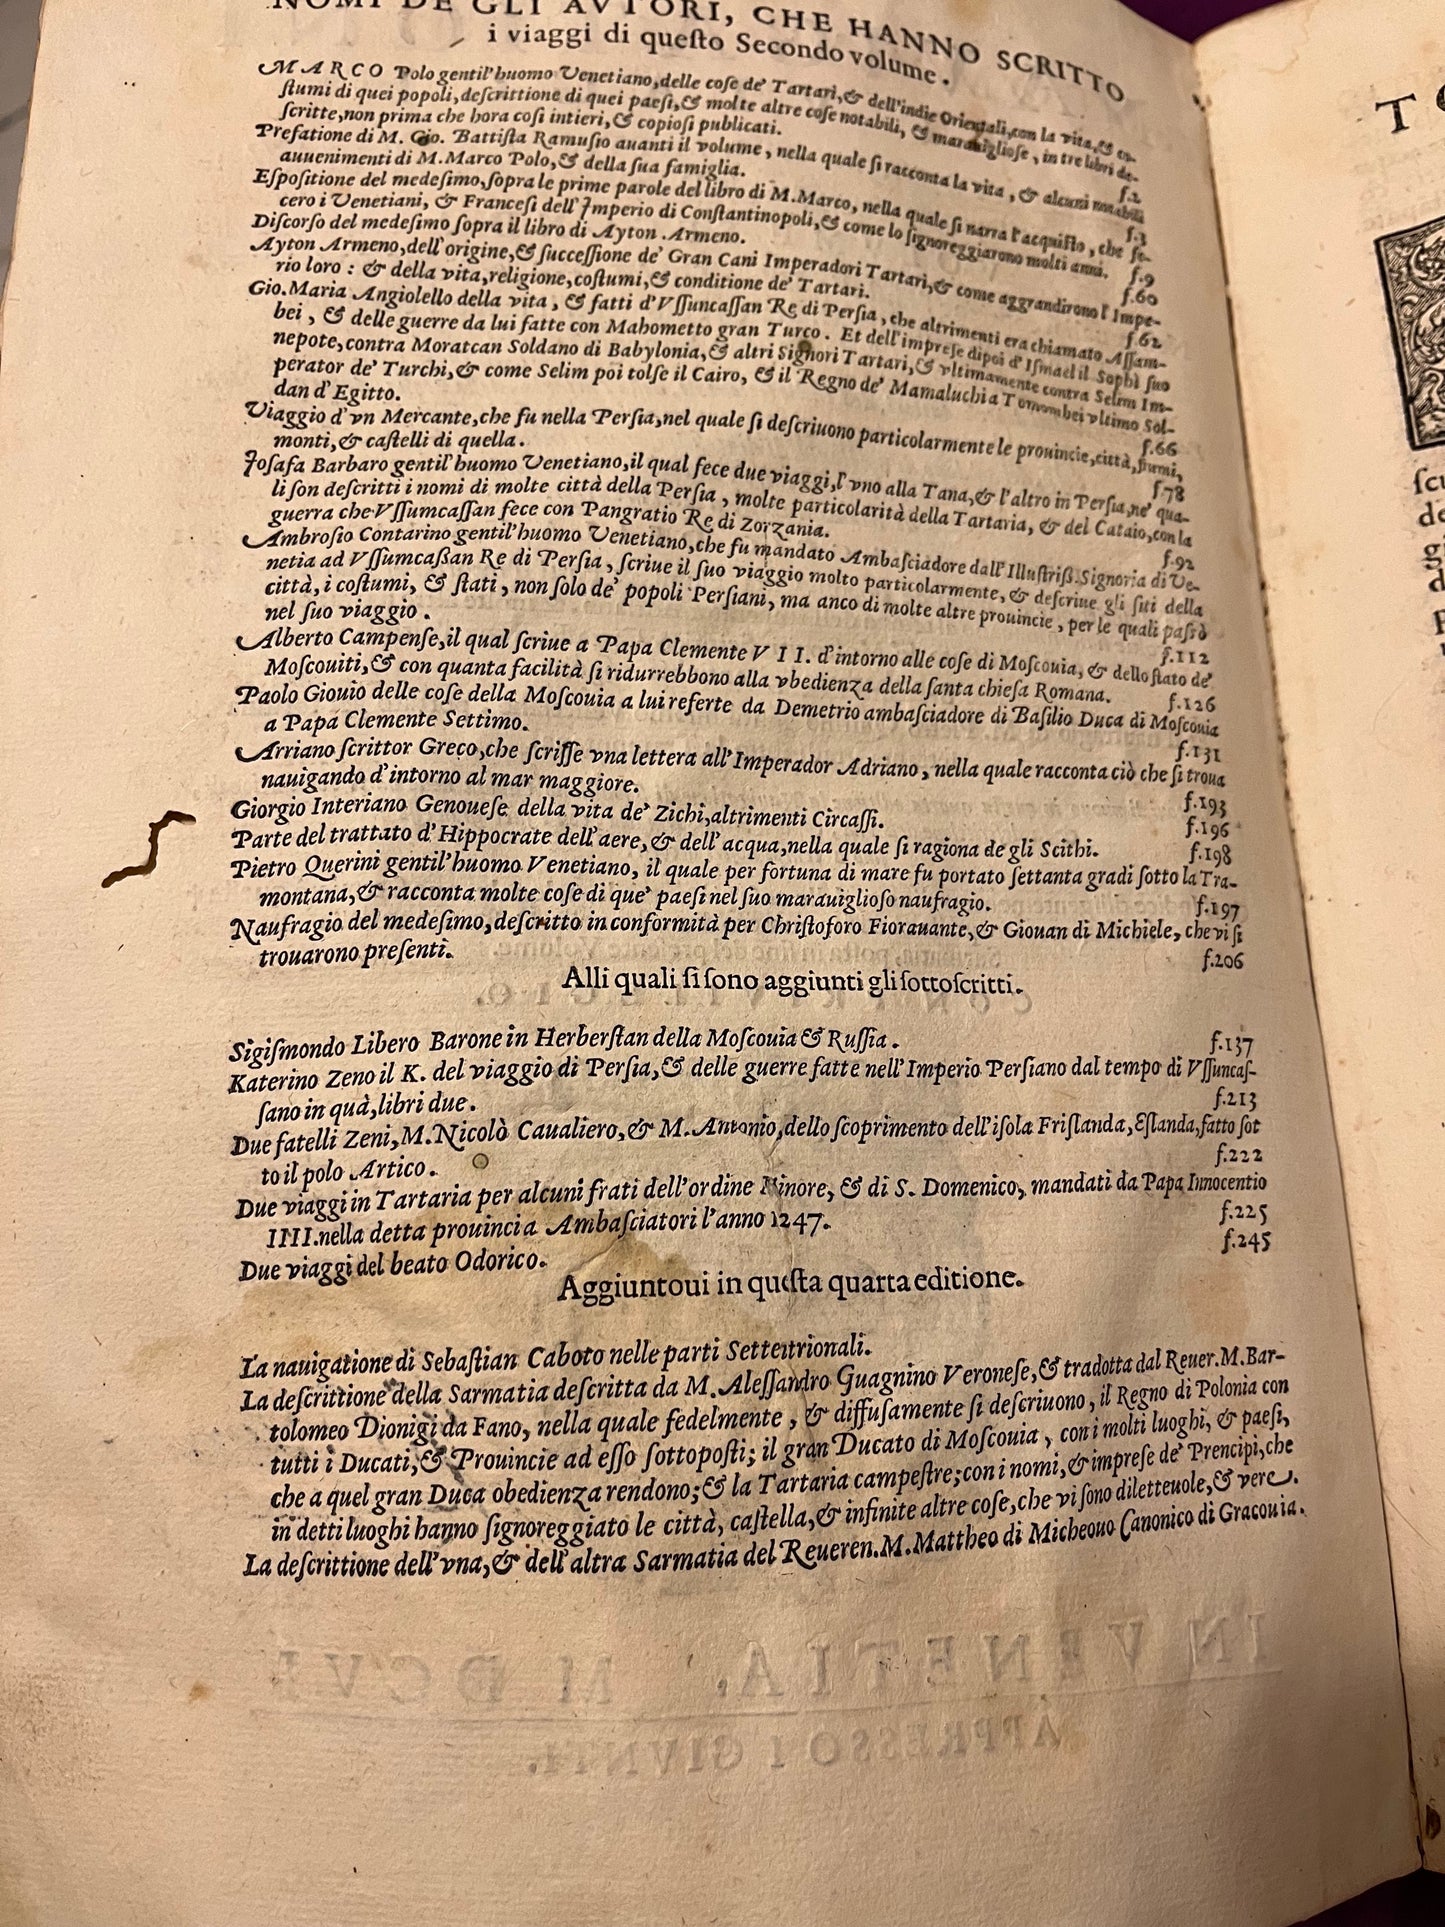 NOMI DE GLI AVTORI, CHE HANNO SCRITTO
i viaggi di queſto Secondo volume.
MARCO Polo gentil'huomo Venetiano, delle coſe de' Tartari, & dell'indie Orientali, con la vita, & co-
ſtumi di quei popoli, deſcrittione di quei paeſi, & molte altre coſe notabili, & marauiglioſe, in tre libri de-
ſcritte, non prima che hora coſi intieri, & copioſi publicati. f.2
Prefatione di M. Gio. Battiſta Ramuſio auanti il volume, nella quale ſi racconta la vita, & alcuni notabili
auuenimenti di M. Marco Polo, & della ſua famiglia. f.3
Eſpoſitione del medeſimo, ſopra le prime parole del libro di M. Marco, nella quale ſi narra l'acquiſto, che fe-
cero i Venetiani, & Franceſi dell'Imperio di Conſtantinopoli, & come lo ſignoreggiarono molti anni. f.9
Diſcorſo del medeſimo ſopra il libro di Ayton Armeno. f.60
Ayton Armeno, dell'origine, & ſucceſſione de' Gran Cani Imperadori Tartari, & come aggrandirono l'Impe-
rio loro: & della vita, religione, coſtumi, & conditione de' Tartari. f.62
Gio. Maria Angiolello della vita, & fatti d'Vſſuncaſſan Re di Perſia, che altrimenti era chiamato Aſſam-
bei, & delle guerre da lui fatte con Mahometto gran Turco. Et dell'impreſe dipoi d'Iſmael il Sophì ſuo
nepote, contra Moratcan Soldano di Babylonia, & altri Signori Tartari, & vltimamente contra Selim Im-
perator de' Turchi, & come Selim poi tolſe il Cairo, & il Regno de' Mamaluchi a Tomombei vltimo Sol-
dan d'Egitto. f.66
Viaggio d'vn Mercante, che fu nella Perſia, nel quale ſi deſcriuono particolarmente le prouincie, città, fiumi,
monti, & caſtelli di quella. f.78
Joſafa Barbaro gentil'huomo Venetiano, il qual fece due viaggi, l'vno alla Tana, & l'altro in Perſia, ne' qua-
li ſon deſcritti i nomi di molte città della Perſia, molte particolarità della Tartaria, & del Cataio, con la
guerra che Vſſumcaſſan fece con Pangratio Re di Zorzania. f.92
Ambroſio Contarino gentil'huomo Venetiano, che fu mandato Ambaſciadore dall'Illuſtriſs. Signoria di Ve-
netia ad Vſſumcaßan Re di Perſia, ſcriue il ſuo viaggio molto particolarmente, & deſcriue gli ſiti della
città, i coſtumi, & ſtati, non ſolo de' popoli Perſiani, ma anco di molte altre prouincie, per le quali paſsò
nel ſuo viaggio. f.112
Alberto Campenſe, il qual ſcriue a Papa Clemente VII. d'intorno alle coſe di Moſcouia, & dello ſtato de'
Moſcouiti, & con quanta facilità ſi ridurrebbono alla vbedienza della ſanta chieſa Romana. f.126
Paolo Giouio delle coſe della Moſcouia a lui referte da Demetrio ambaſciadore di Baſilio Duca di Moſcouia
a Papa Clemente Settimo. f.131
Arriano ſcrittor Greco, che ſcriſſe vna lettera all'Imperador Adriano, nella quale racconta ciò che ſi troua
nauigando d'intorno al mar maggiore. f.193
Giorgio Interiano Genoueſe della vita de' Zichi, altrimenti Circaſſi. f.196
Parte del trattato d'Hippocrate dell'aere, & dell'acqua, nella quale ſi ragiona de gli Scithi. f.198
Pietro Querini gentil'huomo Venetiano, il quale per fortuna di mare fu portato ſettanta gradi ſotto la Tra-
montana, & racconta molte coſe di que' paeſi nel ſuo marauiglioſo naufragio. f.197
Naufragio del medeſimo, deſcritto in conformità per Chriſtoforo Fiorauante, & Giouan di Michiele, che vi ſi
trouarono preſenti. f.206
Alli quali ſi ſono aggiunti gli ſottoſcritti.
Sigiſmondo Libero Barone in Herberſtan della Moſcouia & Ruſſia. f.137
Katerino Zeno il K. del viaggio di Perſia, & delle guerre fatte nell'Imperio Perſiano dal tempo di Vſſuncaſ-
ſano in quà, libri due. f.213
Due fatelli Zeni, M. Nicolò Caualiero, & M. Antonio, dello ſcoprimento dell'iſola Friſlanda, Eſlanda, fatto ſot
to il polo Artico. f.222
Due viaggi in Tartaria per alcuni frati dell'ordine Minore, & di S. Domenico, mandati da Papa Innocentio
IIII. nella detta prouincia Ambaſciatori l'anno 1247. f.225
Due viaggi del beato Odorico. f.245
Aggiuntoui in queſta quarta editione.
La nauigatione di Sebaſtian Caboto nelle parti Settentrionali.
La deſcrittione della Sarmatia deſcritta da M. Aleſſandro Guagnino Veroneſe, & tradotta dal Reuer. M. Bar-
tolomeo Dionigi da Fano, nella quale fedelmente, & diffuſamente ſi deſcriuono, il Regno di Polonia con
tutti i Ducati, & Prouincie ad eſſo ſottopoſti; il gran Ducato di Moſcouia, con i molti luoghi, & paeſi,
che a quel gran Duca obedienza rendono; & la Tartaria campeſtre; con i nomi, & impreſe de' Prencipi, che
in detti luoghi hanno ſignoreggiato le città, caſtella, & infinite altre coſe, che vi ſono diletteuole, & vere.
La deſcrittione dell'vna, & dell'altra Sarmatia del Reueren. M. Mattheo di Micheouo Canonico di Gracouia.